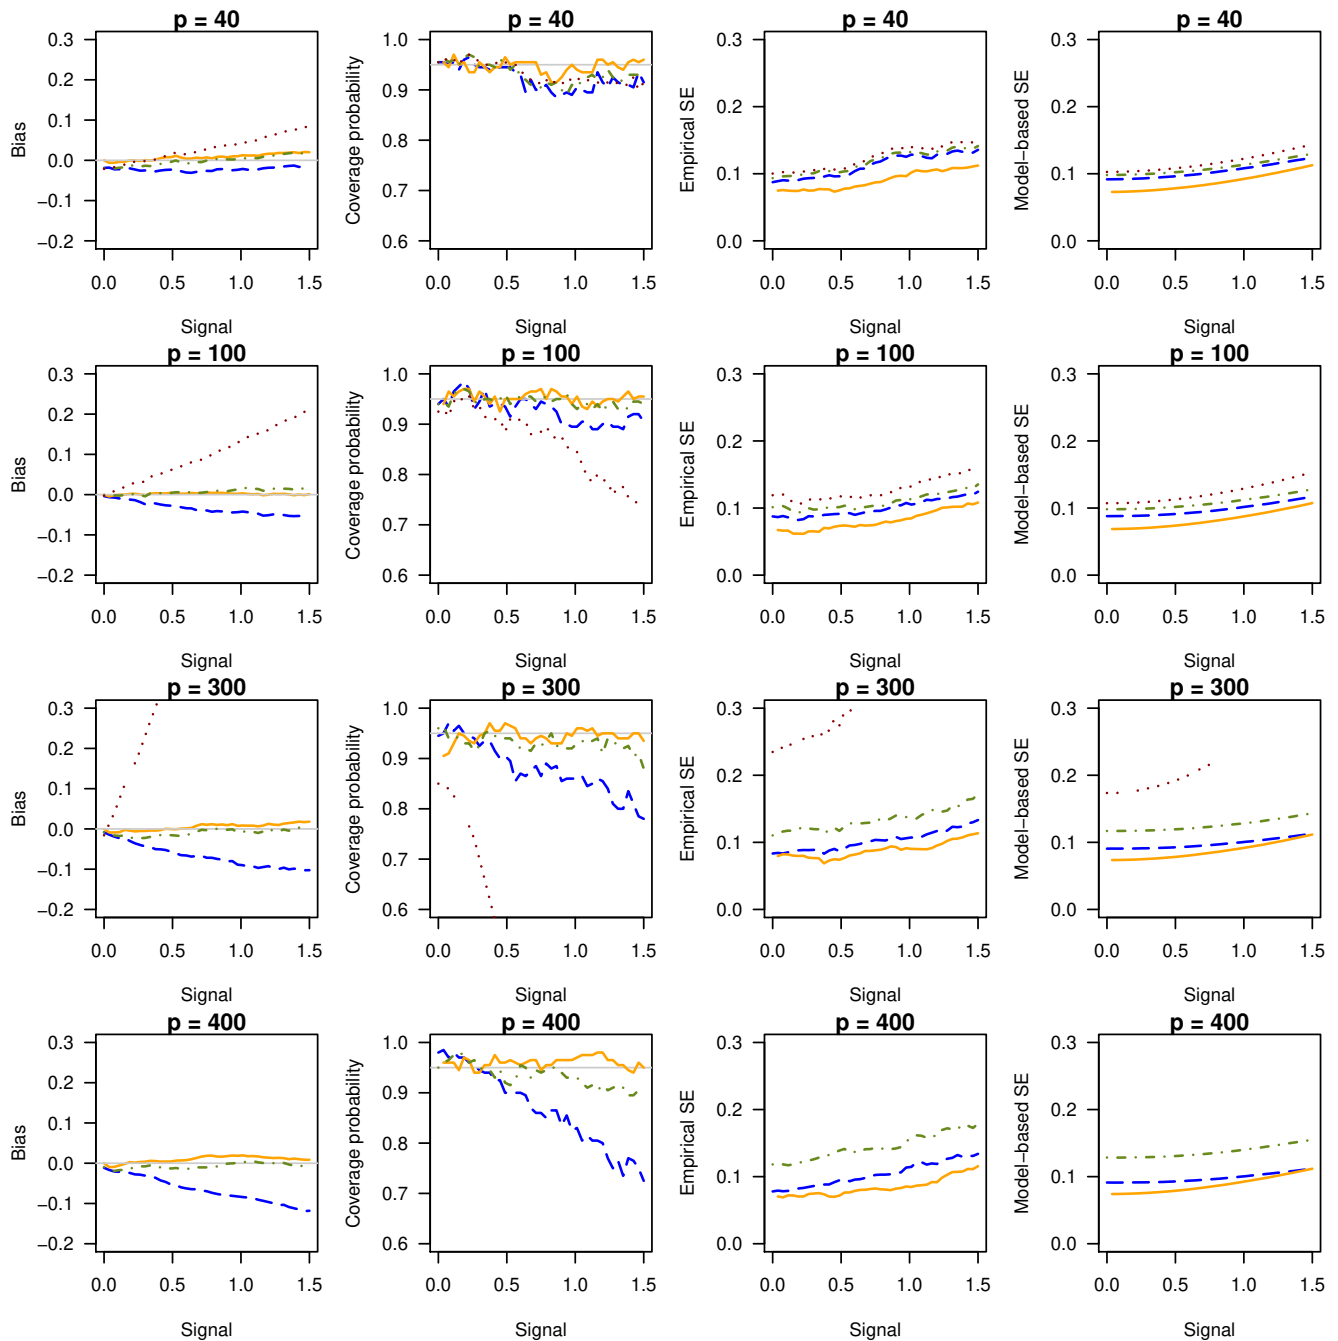 p = 40
p = 40
p = 40
p = 40
Bias
0.3
0.2
0.1
0.0
−0.1
−0.2
0.0 0.5 1.0 1.5
Signal
Coverage probability
1.0
0.9
0.8
0.7
0.6
0.0 0.5 1.0 1.5
Signal
Empirical SE
0.3
0.2
0.1
0.0
0.0 0.5 1.0 1.5
Signal
Model−based SE
0.3
0.2
0.1
0.0
0.0 0.5 1.0 1.5
Signal
p = 100
p = 100
p = 100
p = 100
Bias
0.3
0.2
0.1
0.0
−0.1
−0.2
0.0 0.5 1.0 1.5
Signal
Coverage probability
1.0
0.9
0.8
0.7
0.6
0.0 0.5 1.0 1.5
Signal
Empirical SE
0.3
0.2
0.1
0.0
0.0 0.5 1.0 1.5
Signal
Model−based SE
0.3
0.2
0.1
0.0
0.0 0.5 1.0 1.5
Signal
p = 300
p = 300
p = 300
p = 300
Bias
0.3
0.2
0.1
0.0
−0.1
−0.2
0.0 0.5 1.0 1.5
Signal
Coverage probability
1.0
0.9
0.8
0.7
0.6
0.0 0.5 1.0 1.5
Signal
Empirical SE
0.3
0.2
0.1
0.0
0.0 0.5 1.0 1.5
Signal
Model−based SE
0.3
0.2
0.1
0.0
0.0 0.5 1.0 1.5
Signal
p = 400
p = 400
p = 400
p = 400
Bias
0.3
0.2
0.1
0.0
−0.1
−0.2
0.0 0.5 1.0 1.5
Signal
Coverage probability
1.0
0.9
0.8
0.7
0.6
0.0 0.5 1.0 1.5
Signal
Empirical SE
0.3
0.2
0.1
0.0
0.0 0.5 1.0 1.5
Signal
Model−based SE
0.3
0.2
0.1
0.0
0.0 0.5 1.0 1.5
Signal